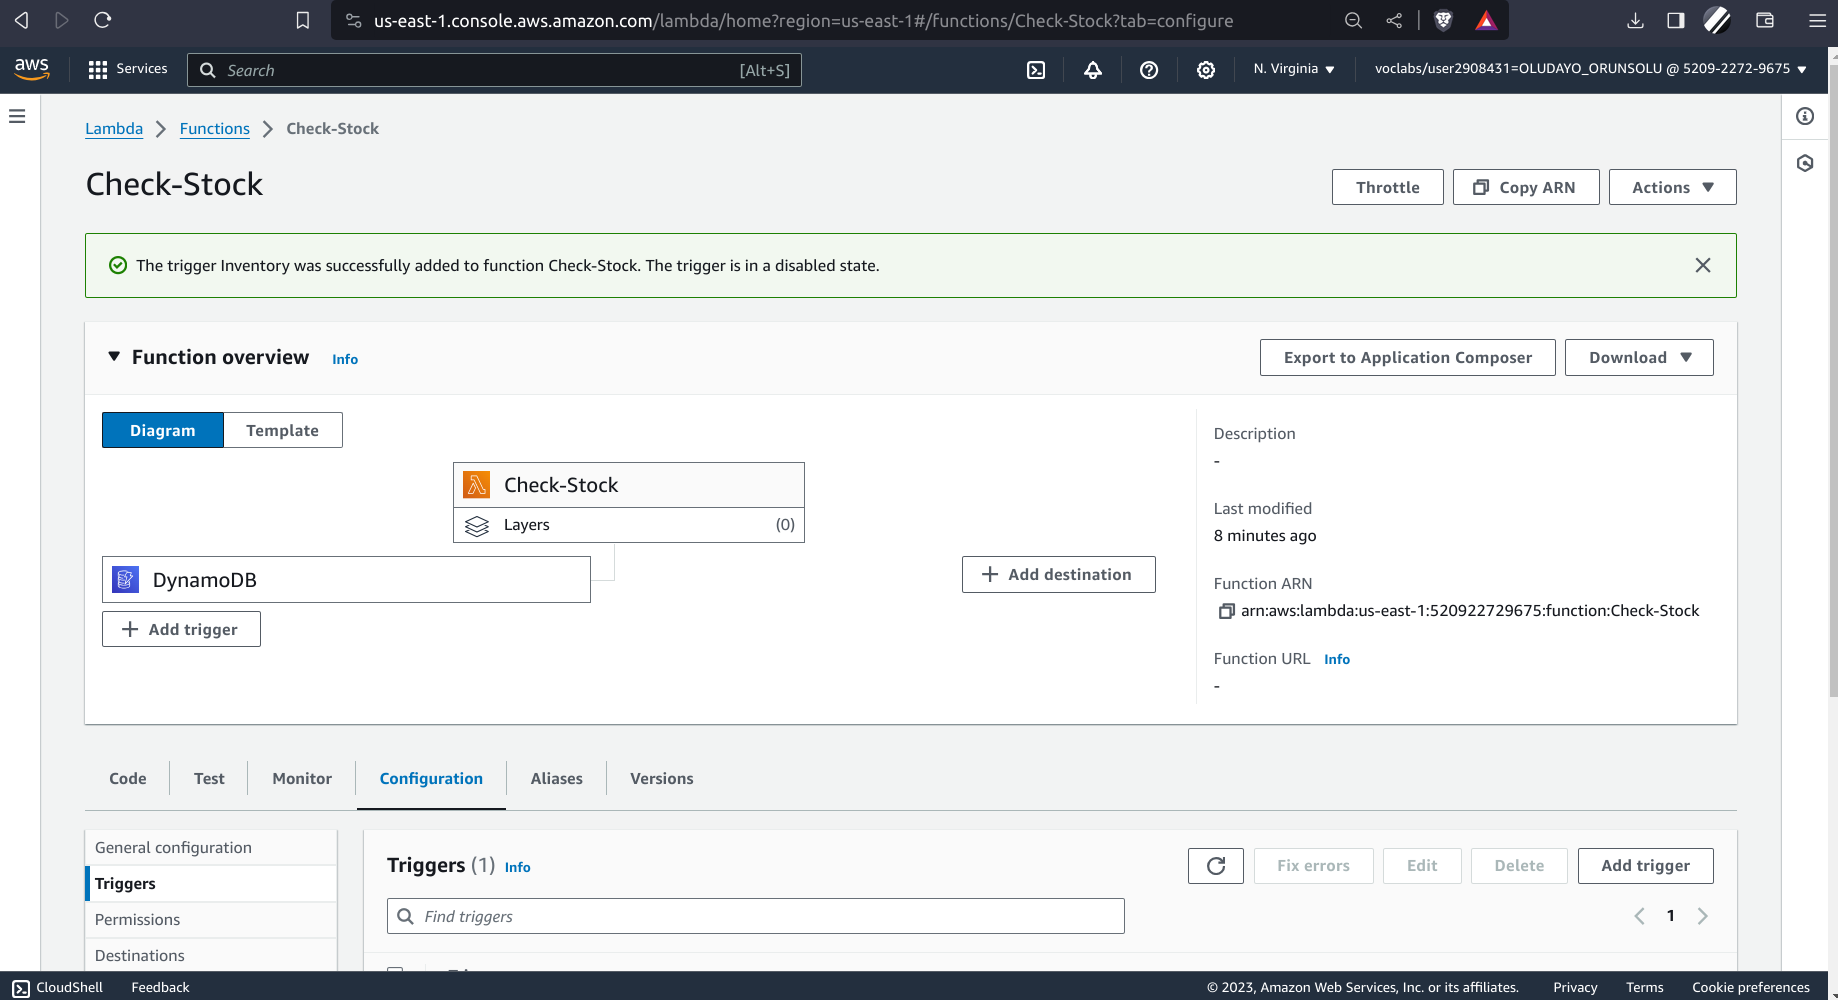 us-east-1.console.aws.amazon.com/lambda/home?region=us-east-1#/functions/Check-Stock?tab=configure
aws
Services
Search [Alt+S]
N. Virginia
voclabs/user2908431=OLUDAYO_ORUNSOLU @ 5209-2272-9675
Lambda > Functions > Check-Stock
Check-Stock
Throttle
Copy ARN
Actions
The trigger Inventory was successfully added to function Check-Stock. The trigger is in a disabled state.
Function overview Info
Export to Application Composer
Download
Diagram
Template
Check-Stock
Layers (0)
DynamoDB
Add trigger
Add destination
Description
-
Last modified
8 minutes ago
Function ARN
arn:aws:lambda:us-east-1:520922729675:function:Check-Stock
Function URL Info
-
Code
Test
Monitor
Configuration
Aliases
Versions
General configuration
Triggers
Permissions
Destinations
Triggers (1) Info
Fix errors
Edit
Delete
Add trigger
Find triggers
1
CloudShell
Feedback
© 2023, Amazon Web Services, Inc. or its affiliates.
Privacy
Terms
Cookie preferences